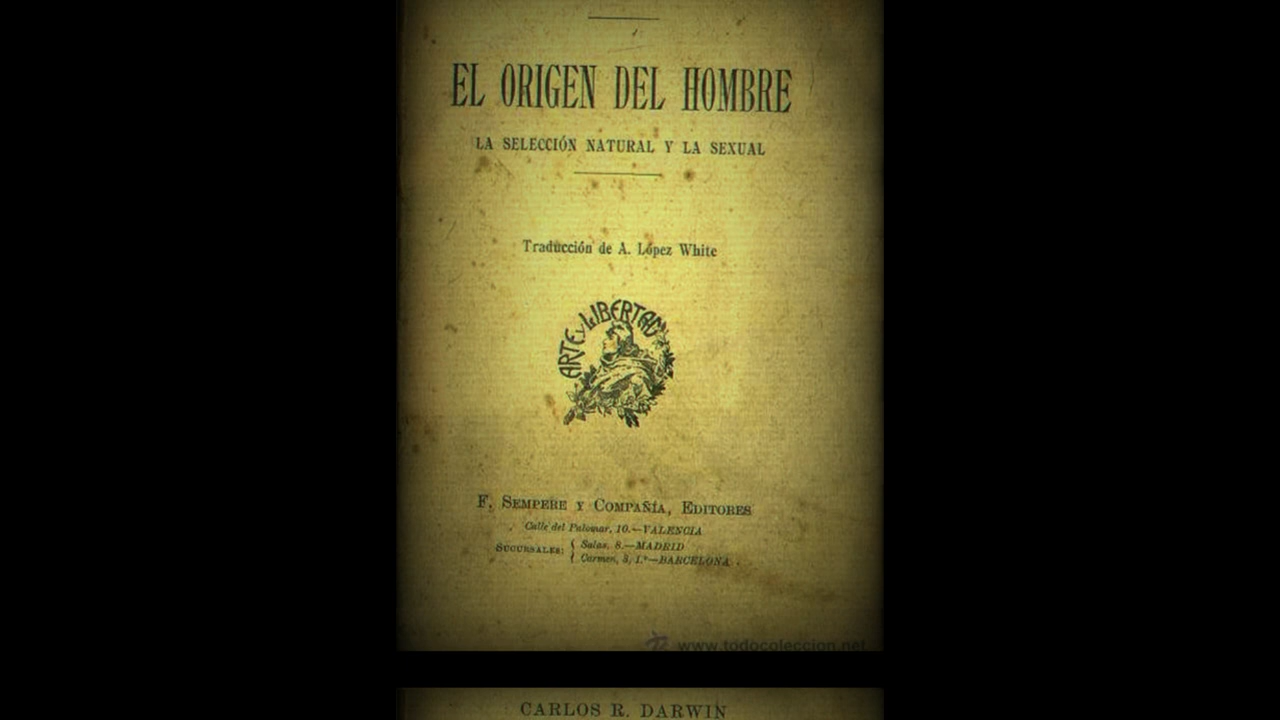 EL ORIGEN DEL HOMBRE
LA SELECCIÓN NATURAL Y LA SEXUAL
Traducción de A. López White
ARTE y LIBERTAD
F. SEMPERE Y COMPAÑÍA, EDITORES
Calle del Palomar, 10.—VALENCIA
SUCURSALES: Salas, 8.—MADRID
Carmen, 3, 1.º—BARCELONA
www.todocoleccion.net
CARLOS R. DARWIN